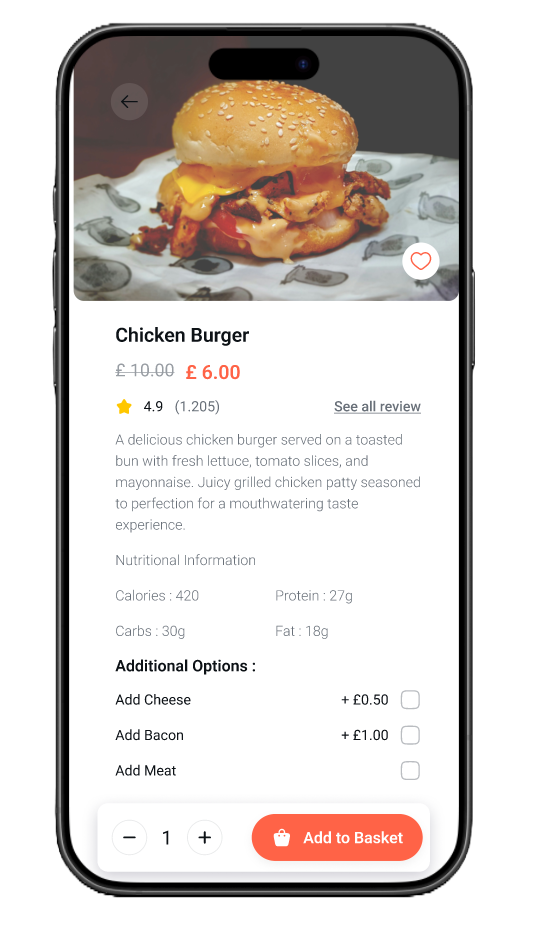 Chicken Burger
£ 10.00 £ 6.00
4.9 (1.205) See all review
A delicious chicken burger served on a toasted
bun with fresh lettuce, tomato slices, and
mayonnaise. Juicy grilled chicken patty seasoned
to perfection for a mouthwatering taste
experience.
Nutritional Information
Calories : 420 Protein : 27g
Carbs : 30g Fat : 18g
Additional Options :
Add Cheese + £0.50
Add Bacon + £1.00
Add Meat
1 Add to Basket